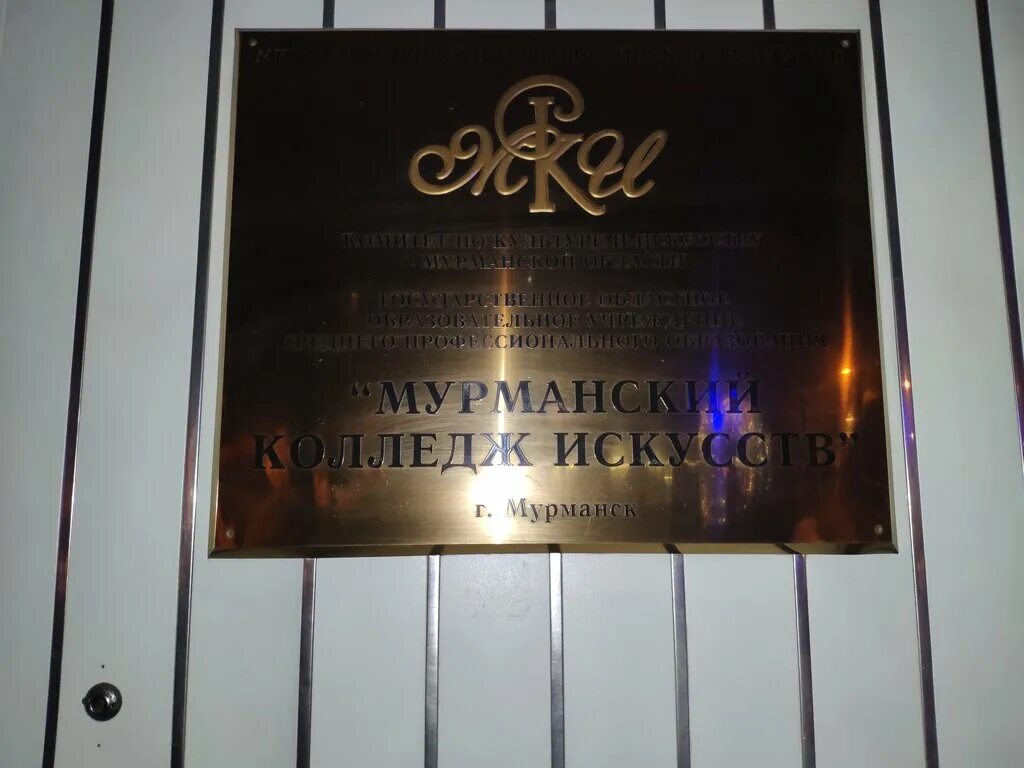 МКИ
КОМИТЕТ ПО КУЛЬТУРЕ И ИСКУССТВУ
МУРМАНСКОЙ ОБЛАСТИ
ГОСУДАРСТВЕННОЕ ОБЛАСТНОЕ
ОБРАЗОВАТЕЛЬНОЕ УЧРЕЖДЕНИЕ
СРЕДНЕГО ПРОФЕССИОНАЛЬНОГО ОБРАЗОВАНИЯ
“МУРМАНСКИЙ
КОЛЛЕДЖ ИСКУССТВ”
г. Мурманск